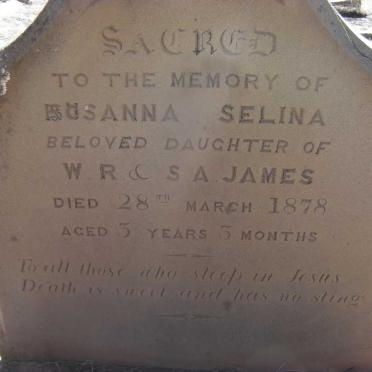 SACRED
TO THE MEMORY OF
SUSANNA SELINA
BELOVED DAUGHTER OF
W. R & S. A. JAMES
DIED 28TH MARCH 1878
AGED 3 YEARS 3 MONTHS
To all those who sleep in Jesus
Death is sweet and has no sting